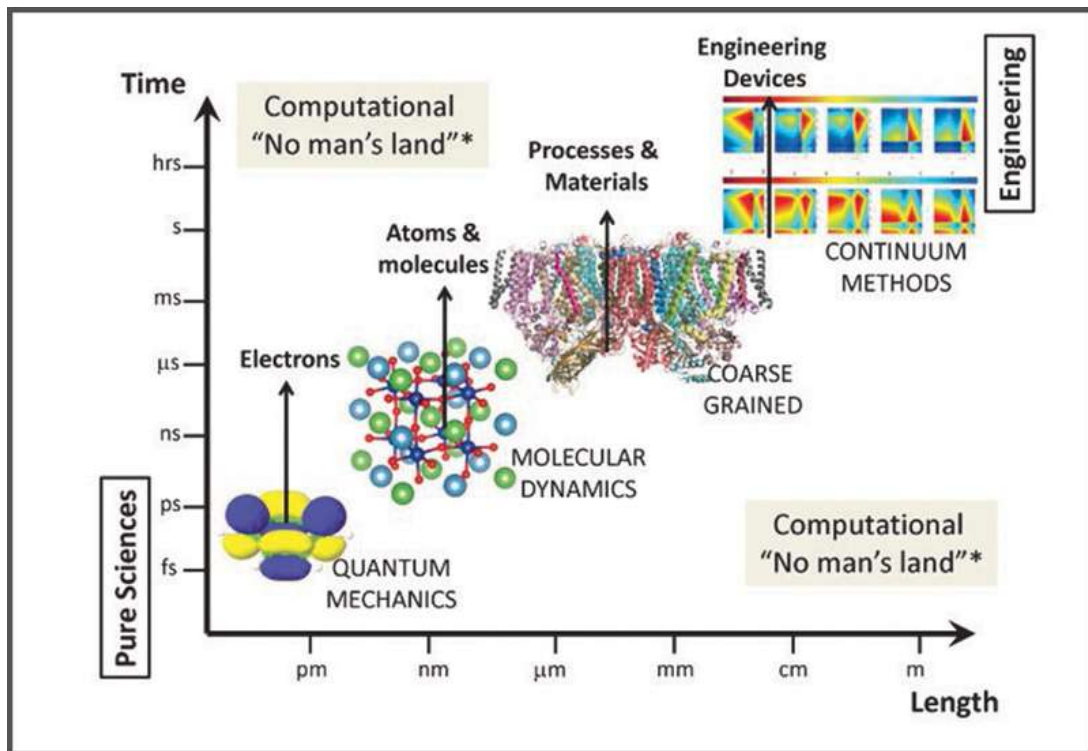 Time
Computational
"No man's land"*
Engineering
Devices
Engineering
hrs
s
ms
μs
ns
ps
fs
Processes &
Materials
Atoms &
molecules
Electrons
CONTINUUM
METHODS
COARSE
GRAINED
MOLECULAR
DYNAMICS
QUANTUM
MECHANICS
Computational
"No man's land"*
Pure Sciences
pm
nm
μm
mm
cm
m
Length